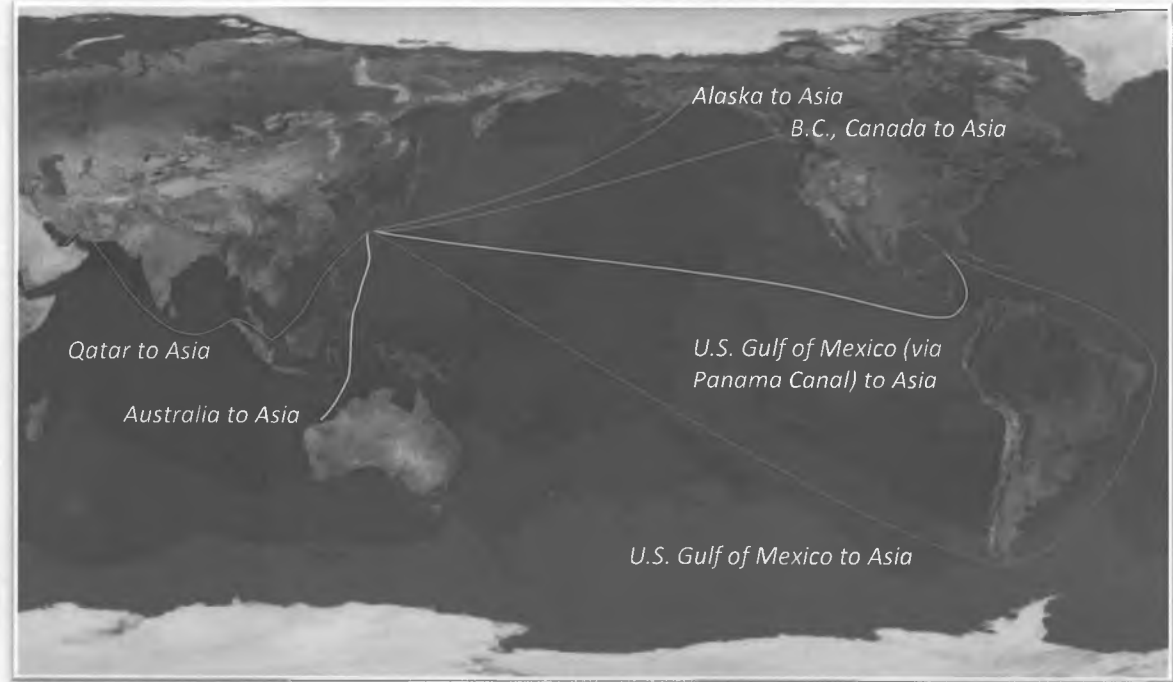 Alaska to Asia
B.C., Canada to Asia
Qatar to Asia
U.S. Gulf of Mexico (via
Panama Canal) to Asia
Australia to Asia
U.S. Gulf of Mexico to Asia